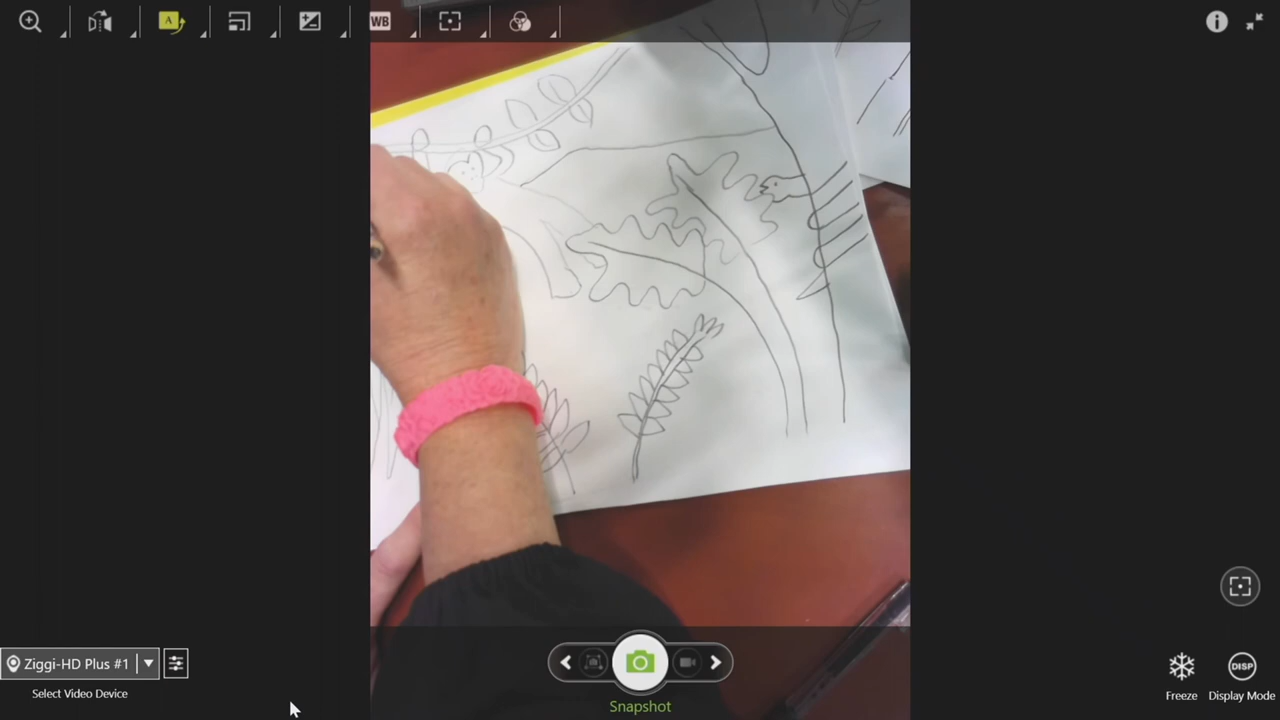 A
WB
Ziggi-HD Plus #1
Select Video Device
Snapshot
Freeze
DISP
Display Mode